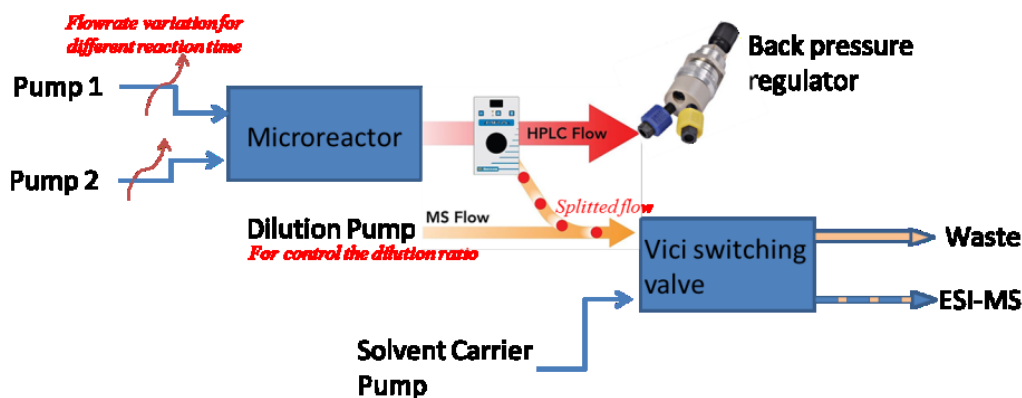 Flowrate variation for
different reaction time
Pump 1
Pump 2
Microreactor
HPLC Flow
Back pressure
regulator
Dilution Pump
For control the dilution ratio
MS Flow
Splitted flow
Vici switching
valve
Waste
ESI-MS
Solvent Carrier
Pump